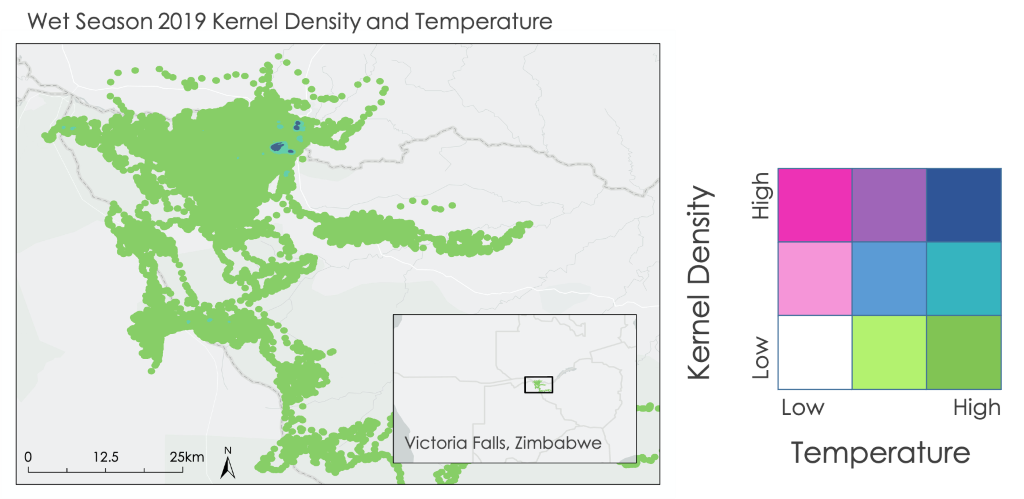 Wet Season 2019 Kernel Density and Temperature
High
Kernel Density
Low
Low High
Temperature
Victoria Falls, Zimbabwe
0 12.5 25km
N